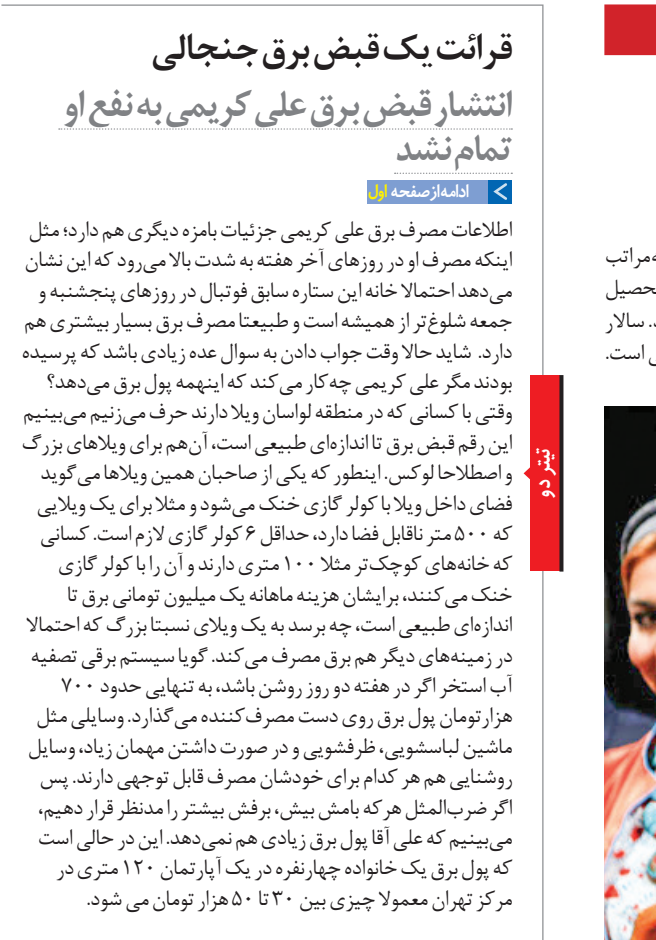 قرائت یک قبض برق جنجالی
انتشار قبض برق علی کریمی به نفع او
تمام نشد
ادامه از صفحه اول
اطلاعات مصرف برق علی کریمی جزئیات بامزه دیگری هم دارد؛ مثل
اینکه مصرف او در روزهای آخر هفته به شدت بالا می‌رود که این نشان
می‌دهد احتمالا خانه این ستاره سابق فوتبال در روزهای پنجشنبه و
جمعه شلوغ‌تر از همیشه است و طبیعتا مصرف برق بسیار بیشتری هم
دارد. شاید حالا وقت جواب دادن به سوال عده زیادی باشد که پرسیده
بودند مگر علی کریمی چه کار می‌کند که اینهمه پول برق می‌دهد؟
وقتی با کسانی که در منطقه لواسان ویلا دارند حرف می‌زنیم می‌بینیم
این رقم قبض برق تا اندازه‌ای طبیعی است، آن‌هم برای ویلاهای بزرگ
و اصطلاحا لوکس. اینطور که یکی از صاحبان همین ویلاها می‌گوید
فضای داخل ویلا با کولر گازی خنک می‌شود و مثلا برای یک ویلایی
که ۵۰۰ متر ناقابل فضا دارد، حداقل ۶ کولر گازی لازم است. کسانی
که خانه‌های کوچک‌تر مثلا ۱۰۰ متری دارند و آن را با کولر گازی
خنک می‌کنند، برایشان هزینه ماهانه یک میلیون تومانی برق تا
اندازه‌ای طبیعی است، چه برسد به یک ویلای نسبتا بزرگ که احتمالا
در زمینه‌های دیگر هم برق مصرف می‌کند. گویا سیستم برقی تصفیه
آب استخر اگر در هفته دو روز روشن باشد، به تنهایی حدود ۷۰۰
هزار تومان پول برق روی دست مصرف‌کننده می‌گذارد. وسایلی مثل
ماشین لباسشویی، ظرفشویی و در صورت داشتن مهمان زیاد، وسایل
روشنایی هم هر کدام برای خودشان مصرف قابل توجهی دارند. پس
اگر ضرب‌المثل هرکه بامش بیش، برفش بیشتر را مدنظر قرار دهیم،
می‌بینیم که علی آقا پول برق زیادی هم نمی‌دهد. این در حالی است
که پول برق یک خانواده چهارنفره در یک آپارتمان ۱۲۰ متری در
مرکز تهران معمولا چیزی بین ۳۰ تا ۵۰ هزار تومان می شود.
تیتر دو
سالار
است.